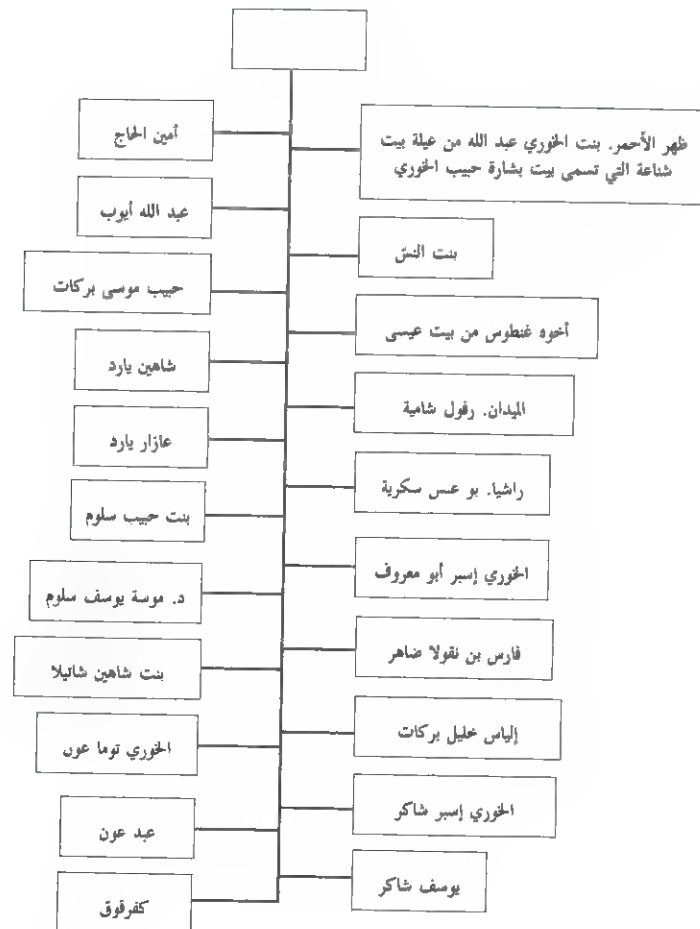 ظهر الأحمر. بنت الخوري عبد الله من عيلة بيت
شناعة التي تسمى بيت بشارة حبيب الخوري
أمين الحاج
بنت النسّ
عبد الله أيوب
أخوه غنطوس من بيت عيسى
حبيب موسى بركات
الميدان. رفول شامية
شاهين يارد
راشيا. بو عسس سكرية
عازار يارد
الخوري إسبر أبو معروف
بنت حبيب سلوم
فارس بن نقولا ضاهر
د. موسة يوسف سلوم
إلياس خليل بركات
بنت شاهين شاتيلا
الخوري إسبر شاكر
الخوري توما عون
يوسف شاكر
عبد عون
كفرقوق